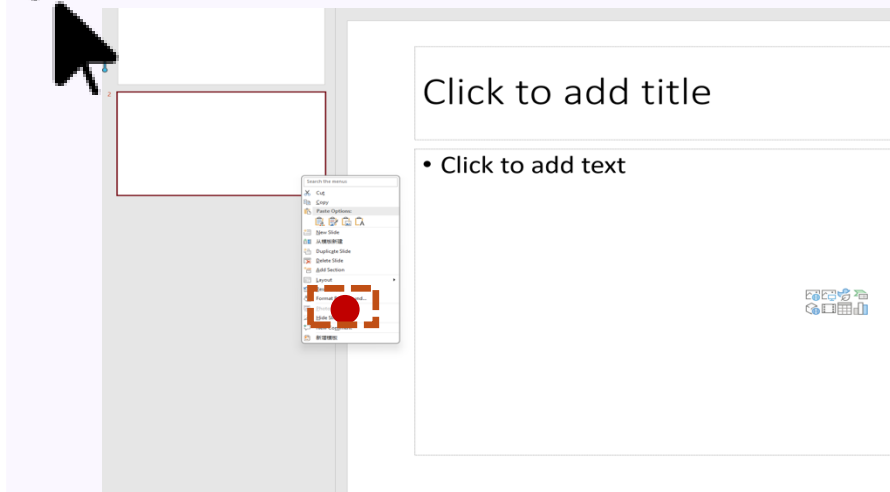 2
Click to add title
• Click to add text
Search the menus
Cut
Copy
Paste Options:
New Slide
从模板新建
Duplicate Slide
Delete Slide
Add Section
Layout
Format
Hide
新建模板